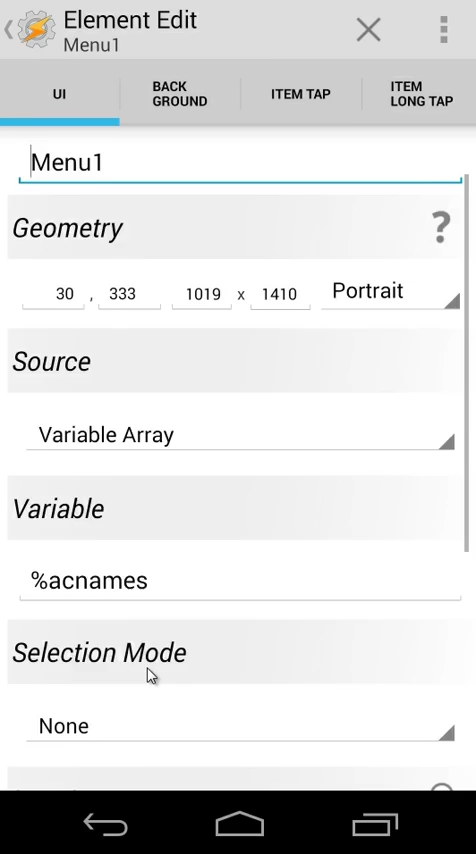 Element Edit
Menu1
UI
BACK
GROUND
ITEM TAP
ITEM
LONG TAP
Menu1
Geometry
?
30 , 333 1019 x 1410 Portrait
Source
Variable Array
Variable
%acnames
Selection Mode
None